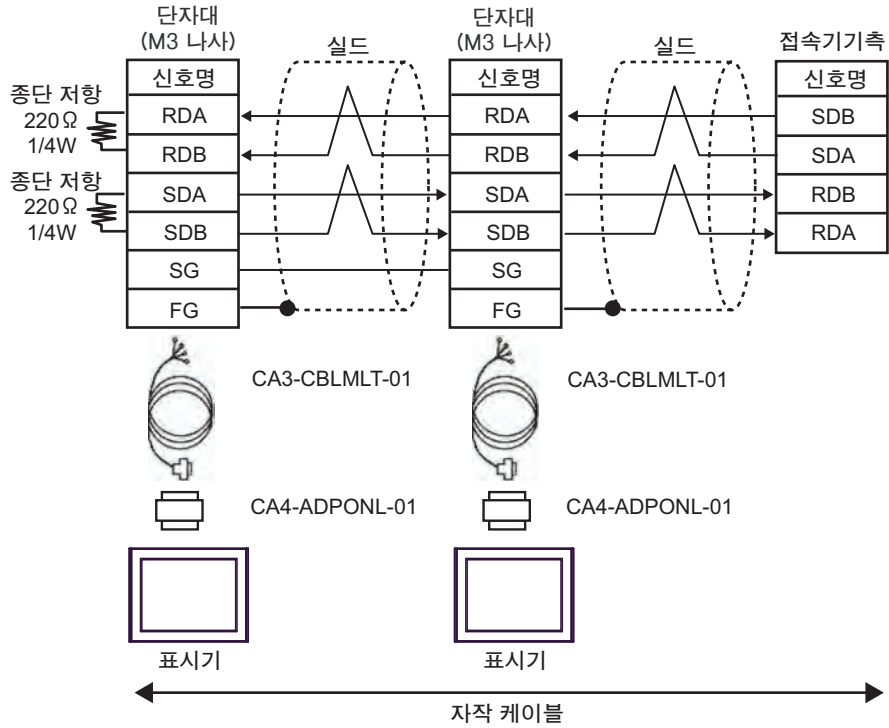 단자대
(M3 나사)
실드
단자대
(M3 나사)
실드
접속기기측
종단 저항
220Ω
1/4W
종단 저항
220Ω
1/4W
신호명
RDA
RDB
SDA
SDB
SG
FG
신호명
RDA
RDB
SDA
SDB
SG
FG
신호명
SDB
SDA
RDB
RDA
CA3-CBLMLT-01
CA3-CBLMLT-01
CA4-ADPONL-01
CA4-ADPONL-01
표시기
표시기
자작 케이블